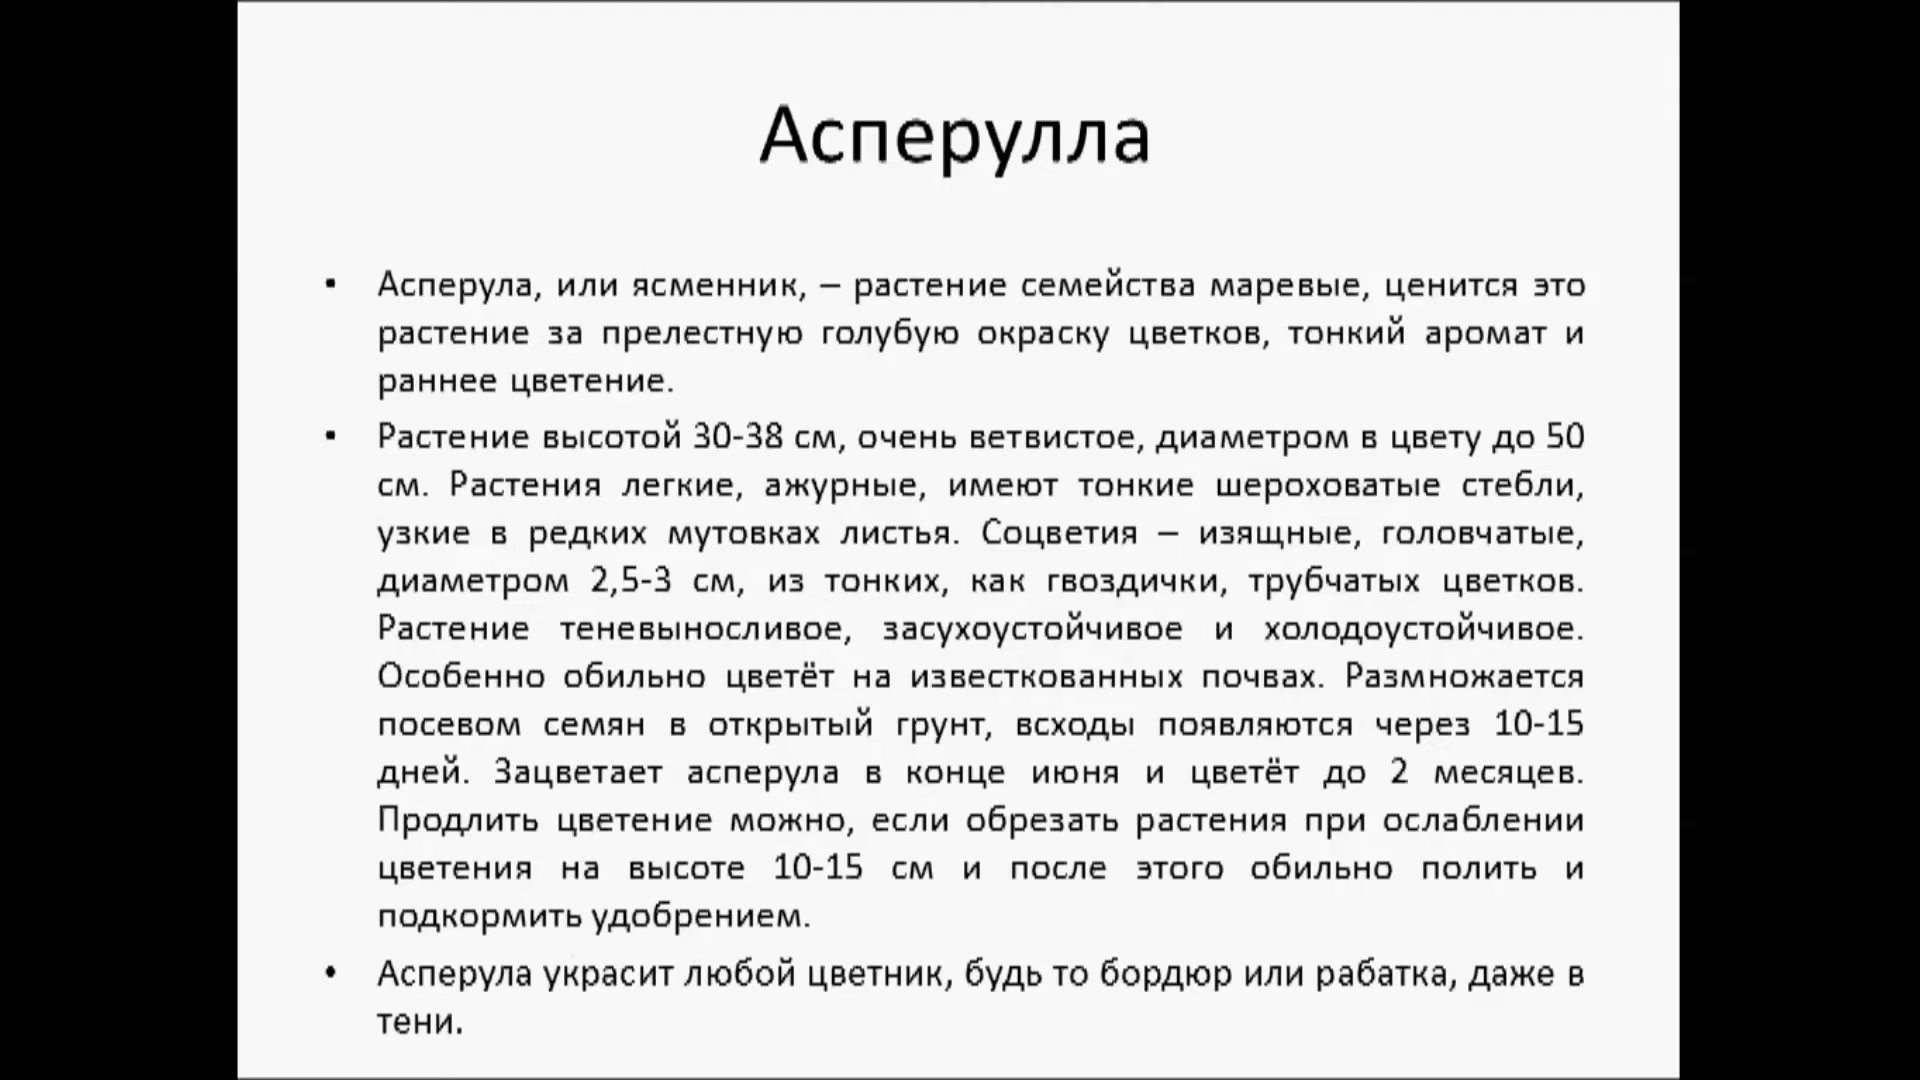 Асперулла
• Асперула, или ясменник, – растение семейства маревые, ценится это
растение за прелестную голубую окраску цветков, тонкий аромат и
раннее цветение.
• Растение высотой 30-38 см, очень ветвистое, диаметром в цвету до 50
см. Растения легкие, ажурные, имеют тонкие шероховатые стебли,
узкие в редких мутовках листья. Соцветия – изящные, головчатые,
диаметром 2,5-3 см, из тонких, как гвоздички, трубчатых цветков.
Растение теневыносливое, засухоустойчивое и холодоустойчивое.
Особенно обильно цветёт на известкованных почвах. Размножается
посевом семян в открытый грунт, всходы появляются через 10-15
дней. Зацветает асперула в конце июня и цветёт до 2 месяцев.
Продлить цветение можно, если обрезать растения при ослаблении
цветения на высоте 10-15 см и после этого обильно полить и
подкормить удобрением.
• Асперула украсит любой цветник, будь то бордюр или рабатка, даже в
тени.